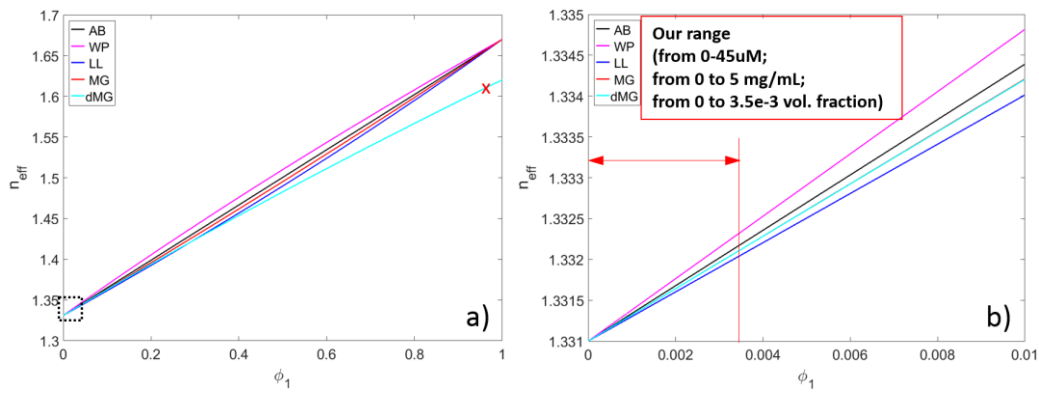 1.7
1.65
1.6
1.55
1.5
1.45
1.4
1.35
1.3
n_eff
AB
WP
LL
MG
dMG
x
a)
0
0.2
0.4
0.6
0.8
1
ϕ_1
1.335
1.3345
1.334
1.3335
1.333
1.3325
1.332
1.3315
1.331
n_eff
AB
WP
LL
MG
dMG
Our range
(from 0-45uM;
from 0 to 5 mg/mL;
from 0 to 3.5e-3 vol. fraction)
b)
0
0.002
0.004
0.006
0.008
0.01
ϕ_1